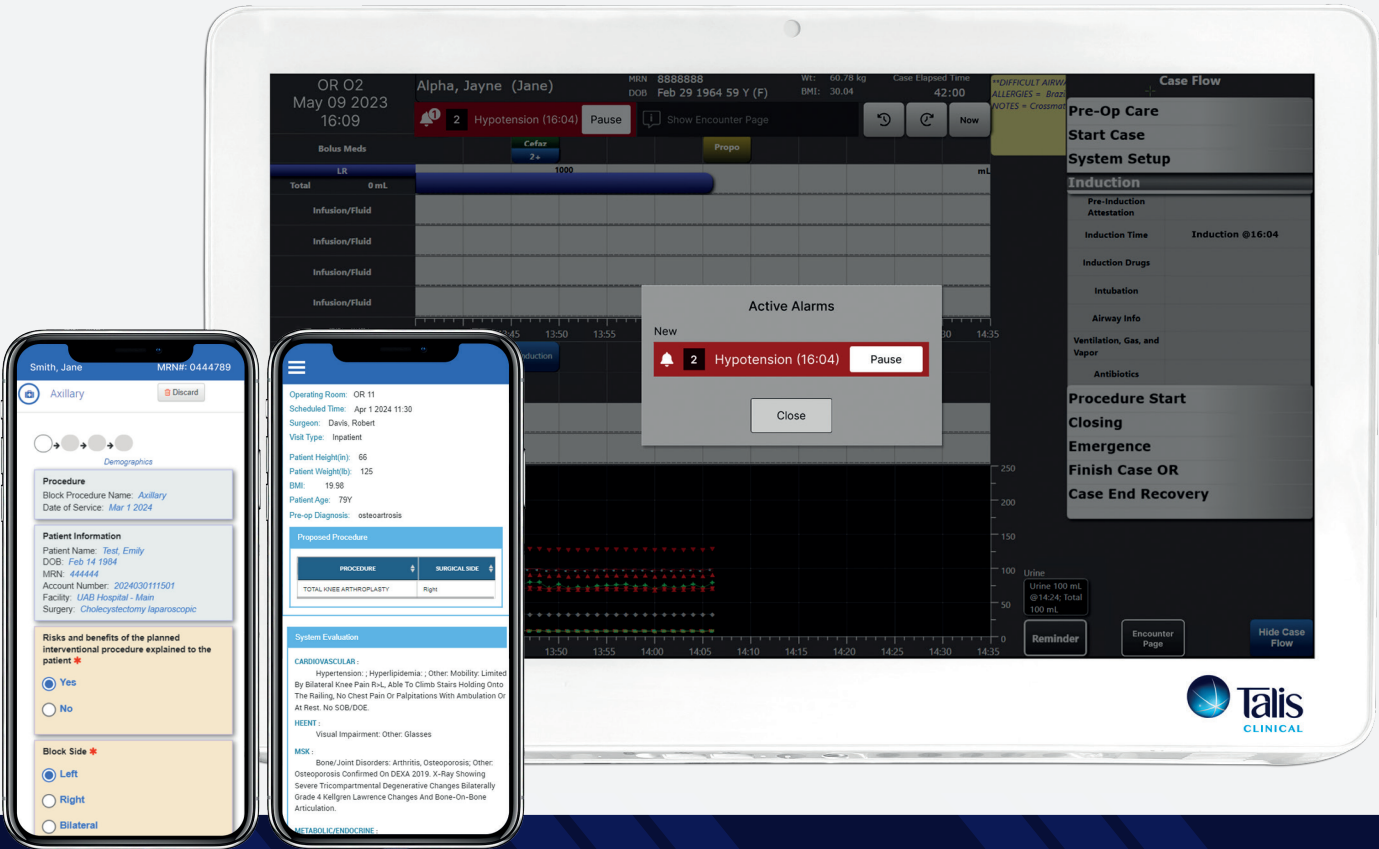 OR O2
May 09 2023
16:09
Alpha, Jayne (Jane)
MRN 8888888
DOB Feb 29 1964 59 Y (F)
Wt: 60.78 kg
BMI: 30.04
Case Elapsed Time
42:00
1
2 Hypotension (16:04) Pause
Show Encounter Page
Now
**DIFFICULT AIRW
ALLERGIES = Brazi
NOTES = Crossmat
Bolus Meds
Cefaz
2+
Propo
LR
1000
mL
Total 0 mL
Infusion/Fluid
Infusion/Fluid
Infusion/Fluid
Infusion/Fluid
13:45 13:50 13:55
30 14:35
Induction
Active Alarms
New
2 Hypotension (16:04) Pause
Close
250
200
150
100
50
0
13:50 13:55 14:00 14:05 14:10 14:15 14:20 14:25 14:30 14:35
Case Flow
Pre-Op Care
Start Case
System Setup
Induction
Pre-Induction
Attestation
Induction Time Induction @16:04
Induction Drugs
Intubation
Airway Info
Ventilation, Gas, and
Vapor
Antibiotics
Procedure Start
Closing
Emergence
Finish Case OR
Case End Recovery
Urine
Urine 100 mL
@14:24; Total
100 mL
Reminder
Encounter
Page
Hide Case
Flow
Talis
CLINICAL
Smith, Jane MRN#: 0444789
Axillary
Discard
Demographics
Procedure
Block Procedure Name: Axillary
Date of Service: Mar 1 2024
Patient Information
Patient Name: Test, Emily
DOB: Feb 14 1984
MRN: 444444
Account Number: 2024030111501
Facility: UAB Hospital - Main
Surgery: Cholecystectomy laparoscopic
Risks and benefits of the planned
interventional procedure explained to the
patient *
Yes
No
Block Side *
Left
Right
Bilateral
Operating Room: OR 11
Scheduled Time: Apr 1 2024 11:30
Surgeon: Davis, Robert
Visit Type: Inpatient
Patient Height(in): 66
Patient Weight(lb): 125
BMI: 19.98
Patient Age: 79Y
Pre-op Diagnosis: osteoartrosis
Proposed Procedure
PROCEDURE SURGICAL SIDE
TOTAL KNEE ARTHROPLASTY Right
System Evaluation
CARDIOVASCULAR :
Hypertension: ; Hyperlipidemia: ; Other: Mobility: Limited
By Bilateral Knee Pain R>L, Able To Climb Stairs Holding Onto
The Railing, No Chest Pain Or Palpitations With Ambulation Or
At Rest. No SOB/DOE.
HEENT :
Visual Impairment: Other: Glasses
MSK :
Bone/Joint Disorders: Arthritis, Osteoporosis; Other:
Osteoporosis Confirmed On DEXA 2019. X-Ray Showing
Severe Tricompartmental Degenerative Changes Bilaterally
Grade 4 Kellgren Lawrence Changes And Bone-On-Bone
Articulation.
METABOLIC/ENDOCRINE :